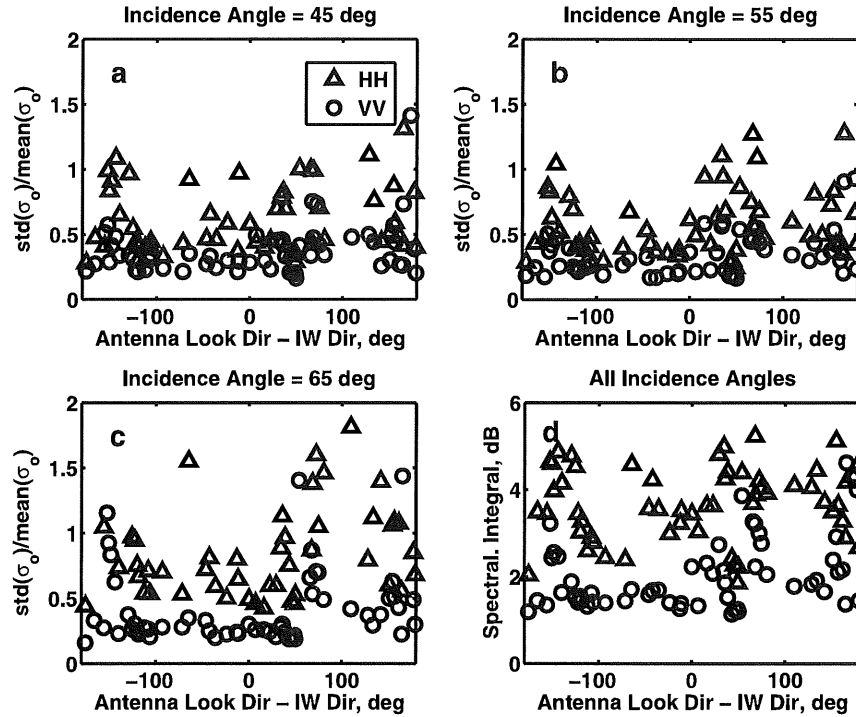 Incidence Angle = 45 deg
2
1.5
1
0.5
0
std(σo)/mean(σo)
a
HH
VV
−100 0 100
Antenna Look Dir − IW Dir, deg
Incidence Angle = 55 deg
2
1.5
1
0.5
0
std(σo)/mean(σo)
b
−100 0 100
Antenna Look Dir − IW Dir, deg
Incidence Angle = 65 deg
2
1.5
1
0.5
0
std(σo)/mean(σo)
c
−100 0 100
Antenna Look Dir − IW Dir, deg
All Incidence Angles
6
4
2
0
Spectral. Integral, dB
d
−100 0 100
Antenna Look Dir − IW Dir, deg